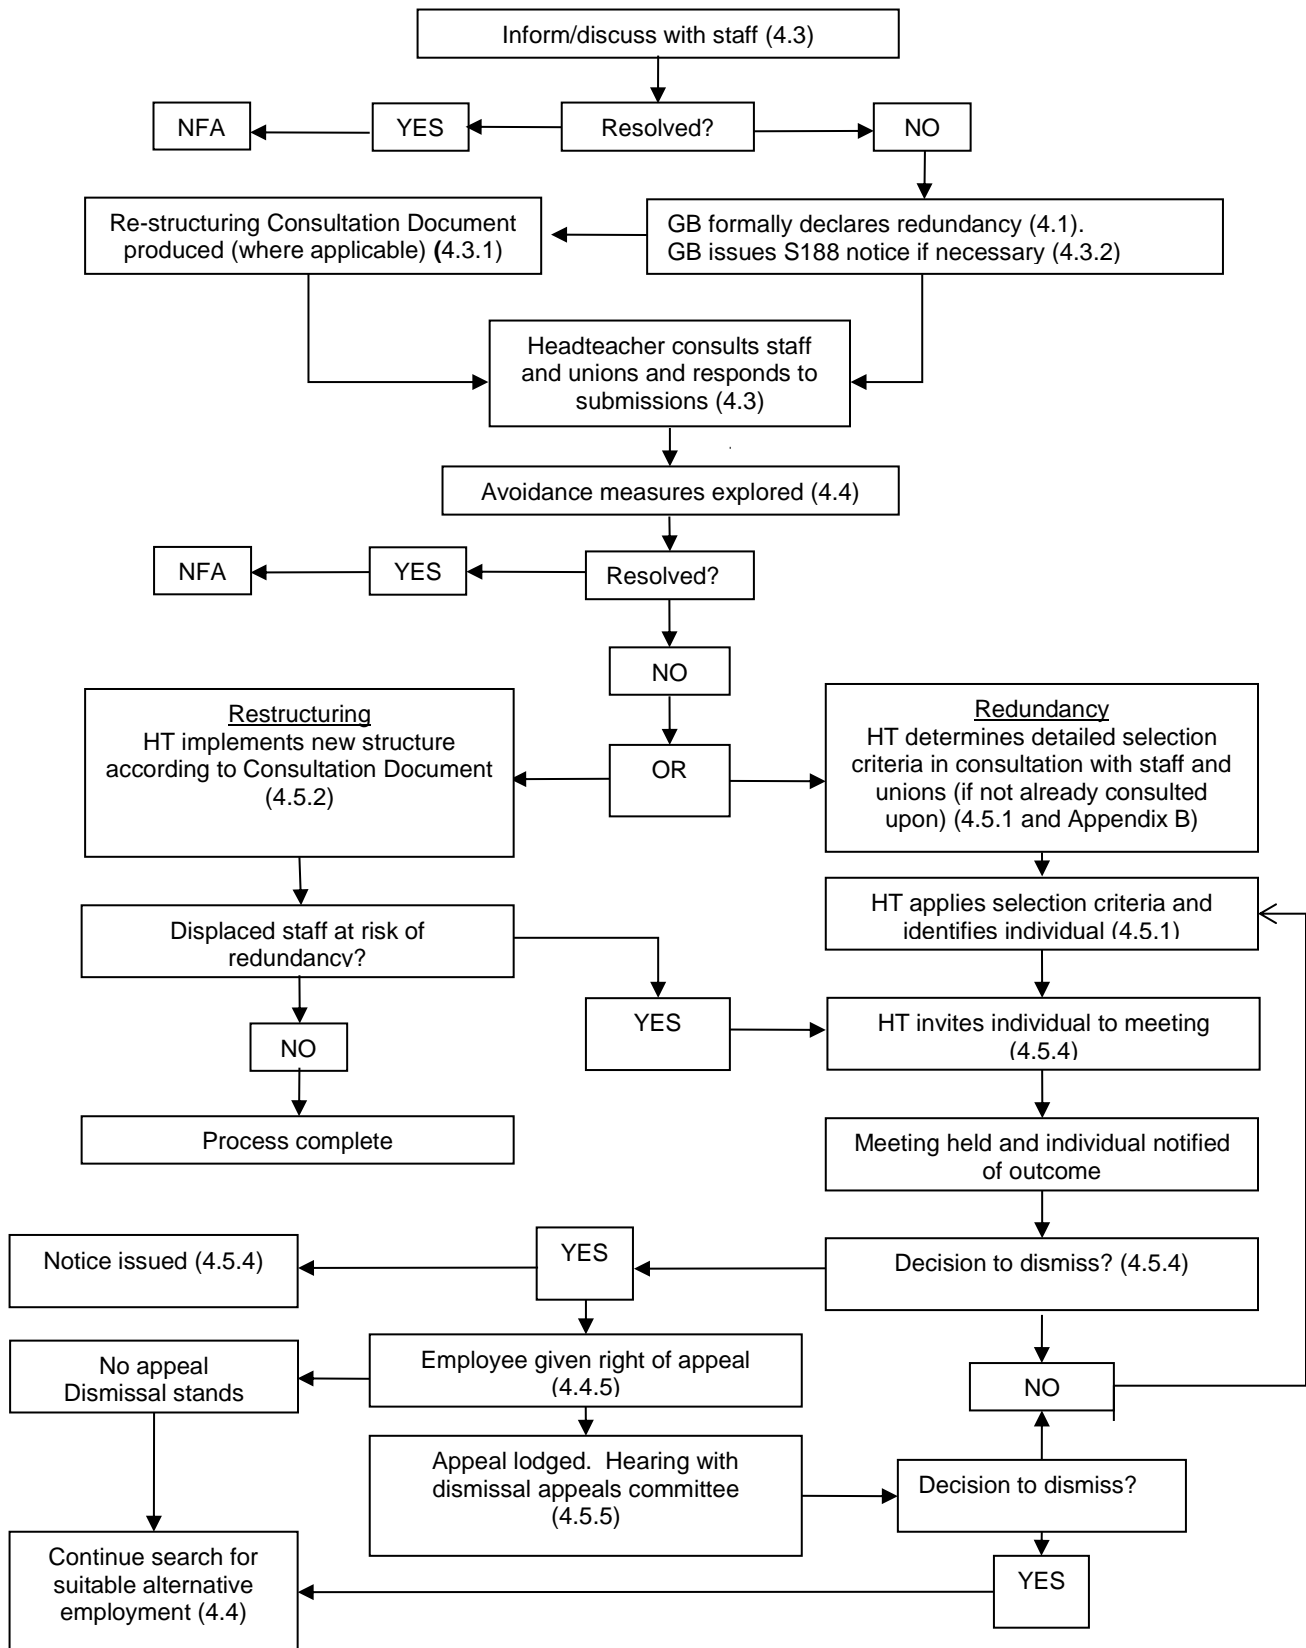 Inform/discuss with staff (4.3)
NFA
YES
Resolved?
NO
Re-structuring Consultation Document
produced (where applicable) (4.3.1)
GB formally declares redundancy (4.1).
GB issues S188 notice if necessary (4.3.2)
Headteacher consults staff
and unions and responds to
submissions (4.3)
Avoidance measures explored (4.4)
NFA
YES
Resolved?
NO
Restructuring
HT implements new structure
according to Consultation Document
(4.5.2)
OR
Redundancy
HT determines detailed selection
criteria in consultation with staff and
unions (if not already consulted
upon) (4.5.1 and Appendix B)
HT applies selection criteria and
identifies individual (4.5.1)
Displaced staff at risk of
redundancy?
YES
HT invites individual to meeting
(4.5.4)
NO
Process complete
Meeting held and individual notified
of outcome
Notice issued (4.5.4)
YES
Decision to dismiss? (4.5.4)
No appeal
Dismissal stands
Employee given right of appeal
(4.4.5)
NO
Appeal lodged.  Hearing with
dismissal appeals committee
(4.5.5)
Decision to dismiss?
Continue search for
suitable alternative
employment (4.4)
YES